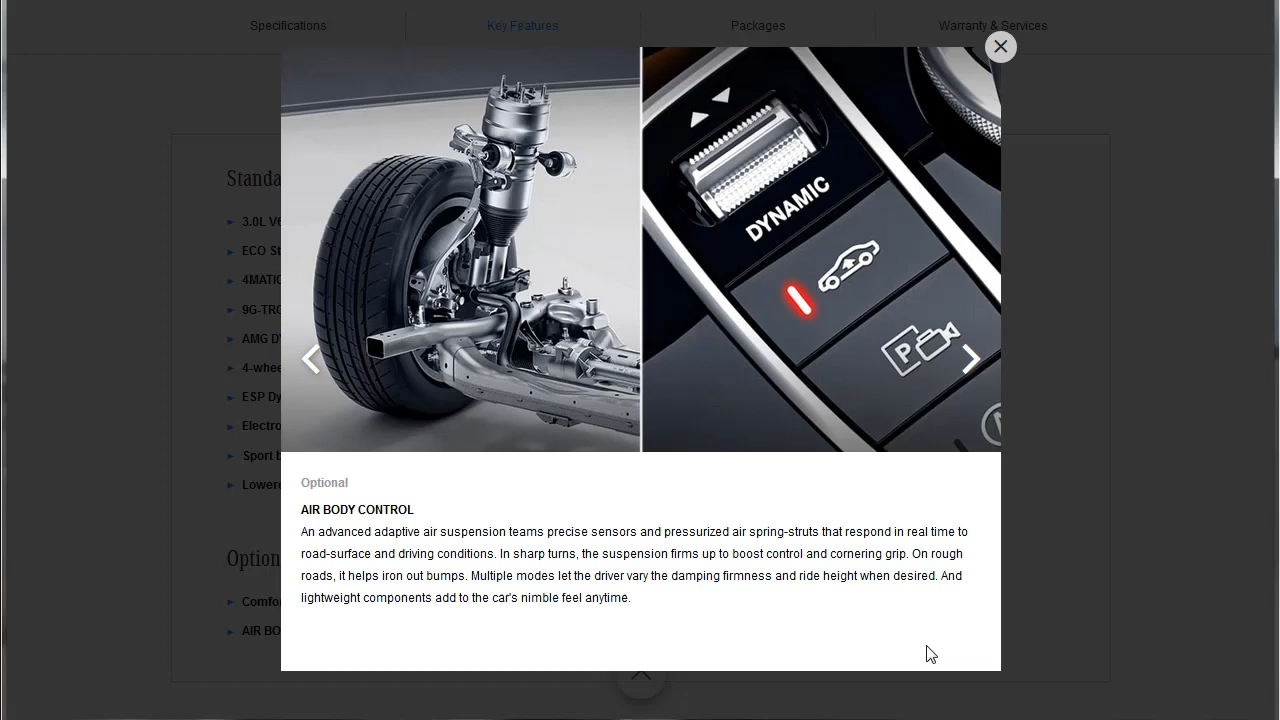 Specifications
Key Features
Packages
Warranty & Services
Standa
3.0L V6
ECO St
4MATIC
9G-TRO
AMG D
4-whee
ESP Dy
Electro
Sport b
Lower
Option
Comfo
AIR BO
DYNAMIC
P
Optional
AIR BODY CONTROL
An advanced adaptive air suspension teams precise sensors and pressurized air spring-struts that respond in real time to
road-surface and driving conditions. In sharp turns, the suspension firms up to boost control and cornering grip. On rough
roads, it helps iron out bumps. Multiple modes let the driver vary the damping firmness and ride height when desired. And
lightweight components add to the car's nimble feel anytime.